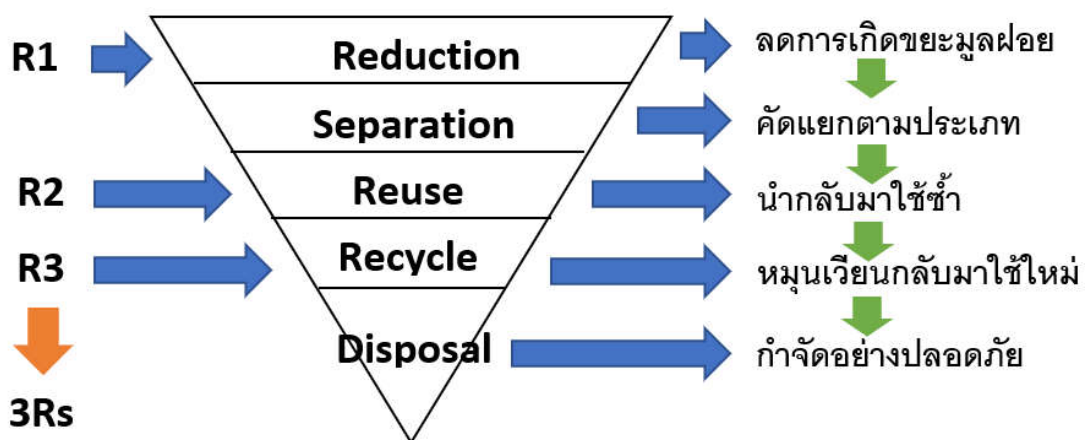 R1 Reduction ลดการเกิดขยะมูลฝอย
Separation คัดแยกตามประเภท
R2 Reuse นำกลับมาใช้ซ้ำ
R3 Recycle หมุนเวียนกลับมาใช้ใหม่
Disposal กำจัดอย่างปลอดภัย
3Rs